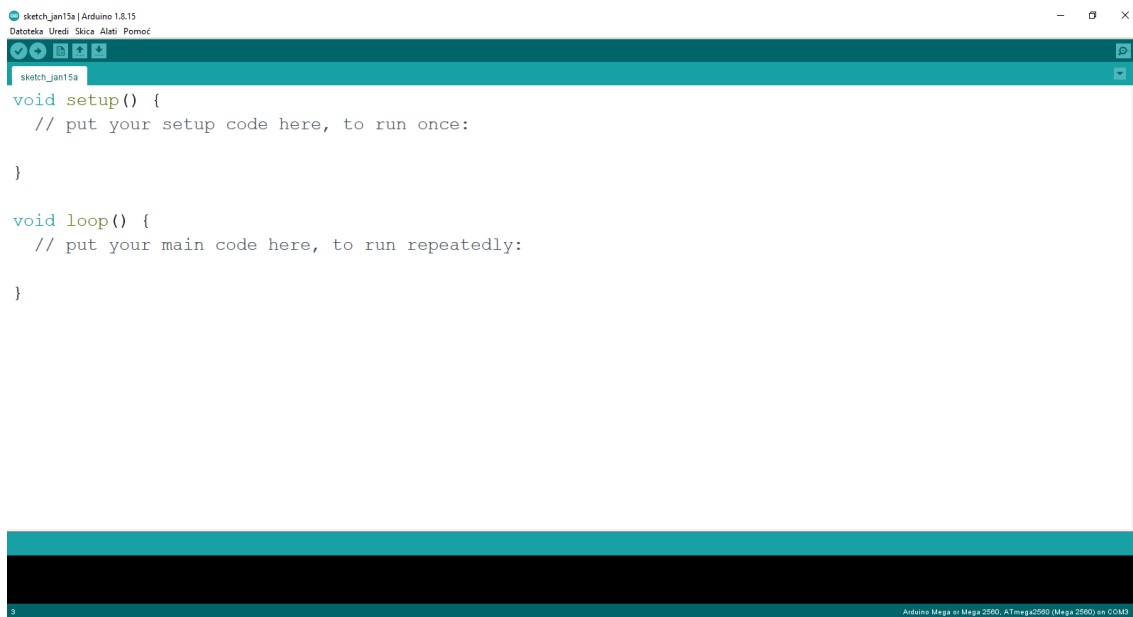 sketch_jan15a | Arduino 1.8.15
Datoteka Uredi Skica Alati Pomoć
sketch_jan15a
void setup() {
  // put your setup code here, to run once:
}
void loop() {
  // put your main code here, to run repeatedly:
}
3
Arduino Mega or Mega 2560, ATmega2560 (Mega 2560) on COM3